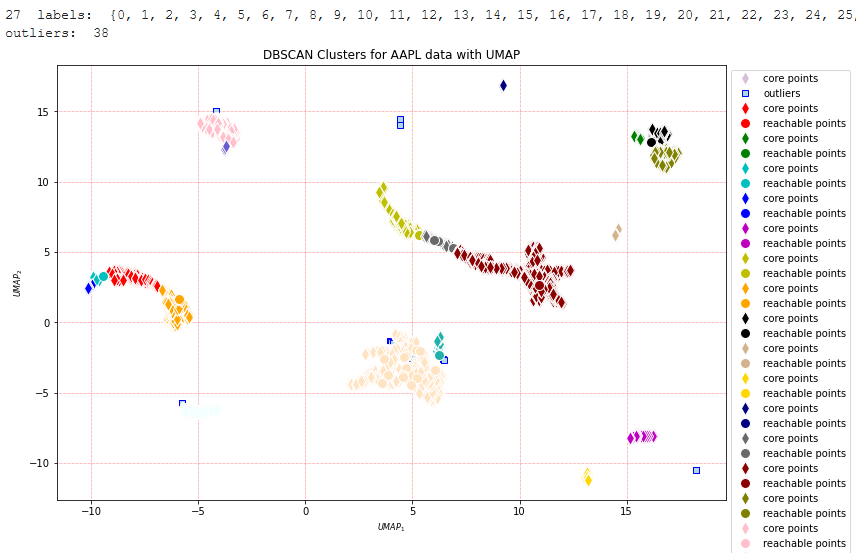 27 labels: {0, 1, 2, 3, 4, 5, 6, 7, 8, 9, 10, 11, 12, 13, 14, 15, 16, 17, 18, 19, 20, 21, 22, 23, 24, 25,
outliers: 38
DBSCAN Clusters for AAPL data with UMAP
15
10
5
0
−5
−10
UMAP₂
−10
−5
0
5
10
15
UMAP₁
core points
outliers
core points
reachable points
core points
reachable points
core points
reachable points
core points
reachable points
core points
reachable points
core points
reachable points
core points
reachable points
core points
reachable points
core points
reachable points
core points
reachable points
core points
reachable points
core points
reachable points
core points
reachable points
core points
reachable points
core points
reachable points